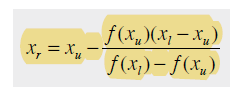 x_r = x_u − f(x_u)(x_l − x_u) / f(x_l) − f(x_u)